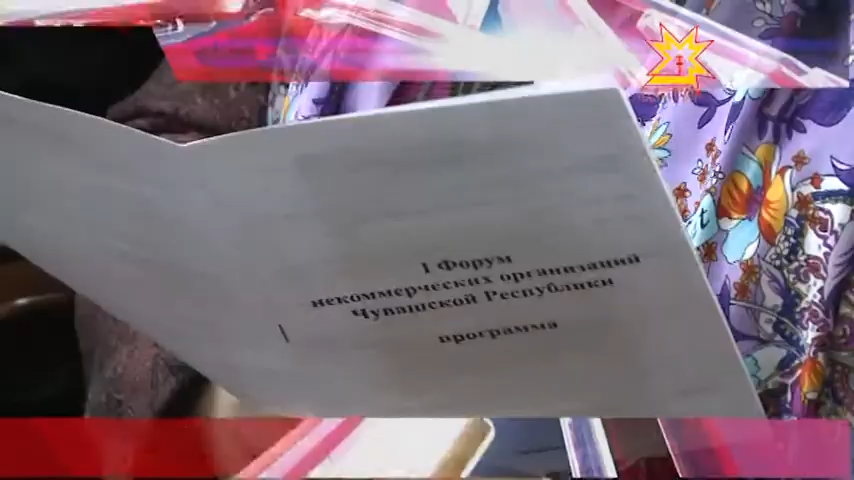 I Форум
некоммерческих организаций
Чувашской Республики
программа